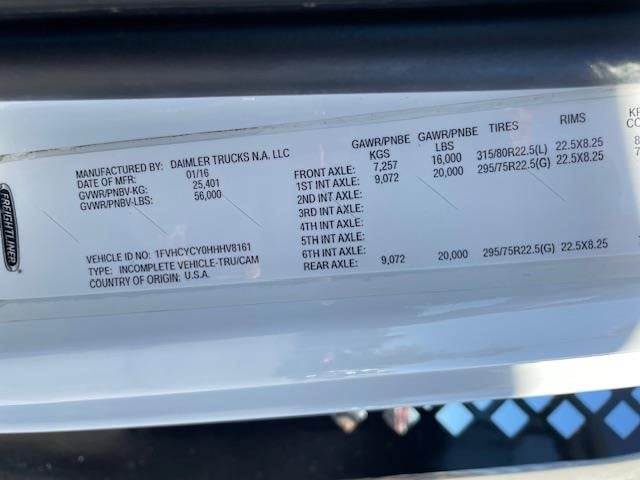 FREIGHTLINER
MANUFACTURED BY: DAIMLER TRUCKS N.A. LLC
DATE OF MFR: 01/16
GVWR/PNBV-KG: 25,401
GVWR/PNBV-LBS: 56,000
VEHICLE ID NO.: 1FVHCYCY0HHHV8161
TYPE: INCOMPLETE VEHICLE-TRU/CAM
COUNTRY OF ORIGIN: U.S.A.
GAWR/PNBE GAWR/PNBE TIRES RIMS
KGS LBS
FRONT AXLE: 7,257 16,000 315/80R22.5(L) 22.5X8.25
1ST INT AXLE: 9,072 20,000 295/75R22.5(G) 22.5X8.25
2ND INT AXLE:
3RD INT AXLE:
4TH INT AXLE:
5TH INT AXLE:
6TH INT AXLE:
REAR AXLE: 9,072 20,000 295/75R22.5(G) 22.5X8.25